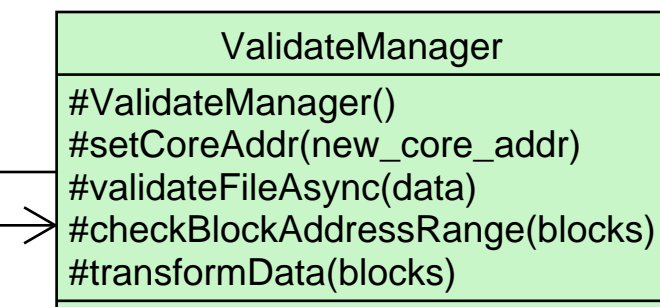 ValidateManager
#ValidateManager()
#setCoreAddr(new_core_addr)
#validateFileAsync(data)
#checkBlockAddressRange(blocks)
#transformData(blocks)